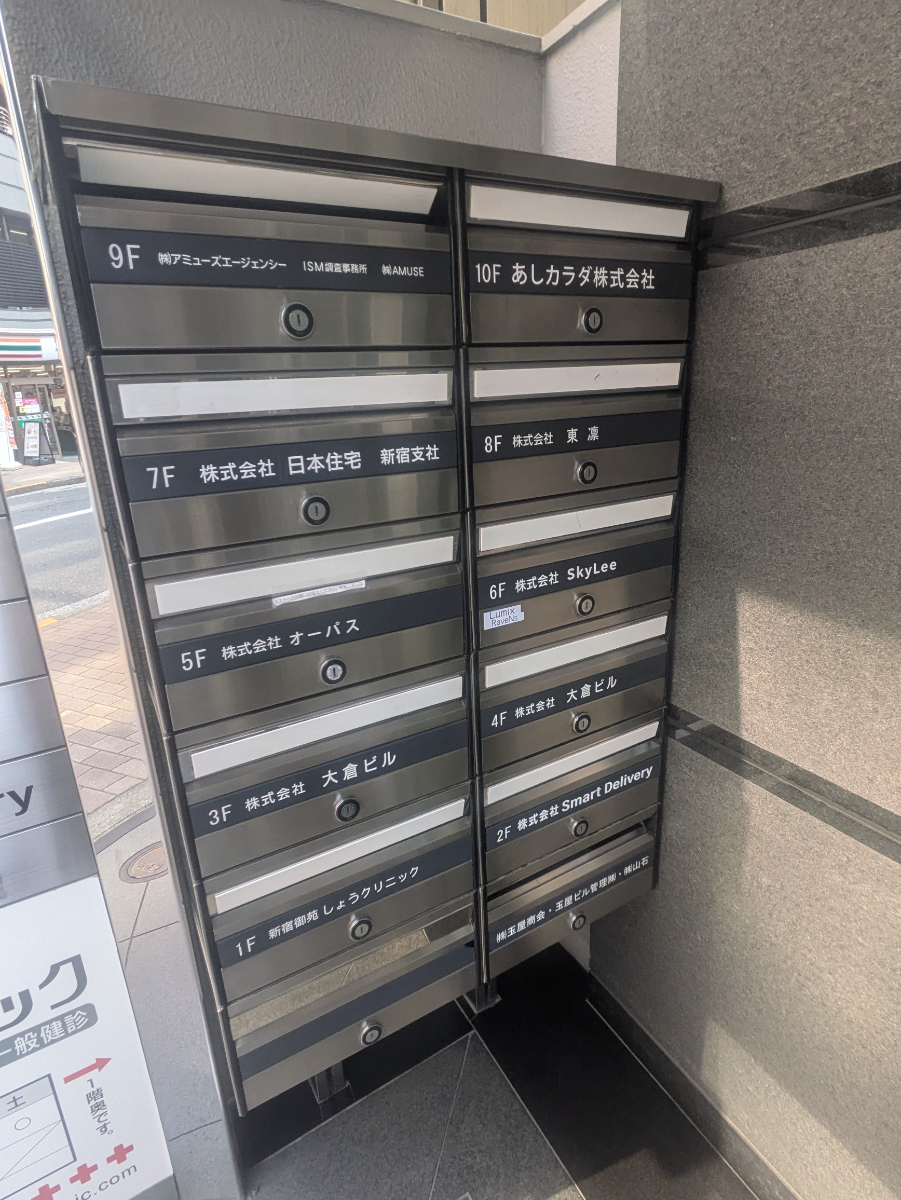 9F ㈱アミューズエージェンシー ISM調査事務所 ㈱AMUSE
10F あしカラダ株式会社
7F 株式会社 日本住宅 新宿支社
8F 株式会社 東 凛
5F 株式会社 オーパス
6F 株式会社 SkyLee
Lumix
RaveNs
3F 株式会社 大倉ビル
4F 株式会社 大倉ビル
1F 新宿御苑 しょうクリニック
2F 株式会社 Smart Delivery
㈱玉屋商会・玉屋ビル管理㈱・㈱山石
ry
ック
一般健診
土
1階奥です。
ic.com